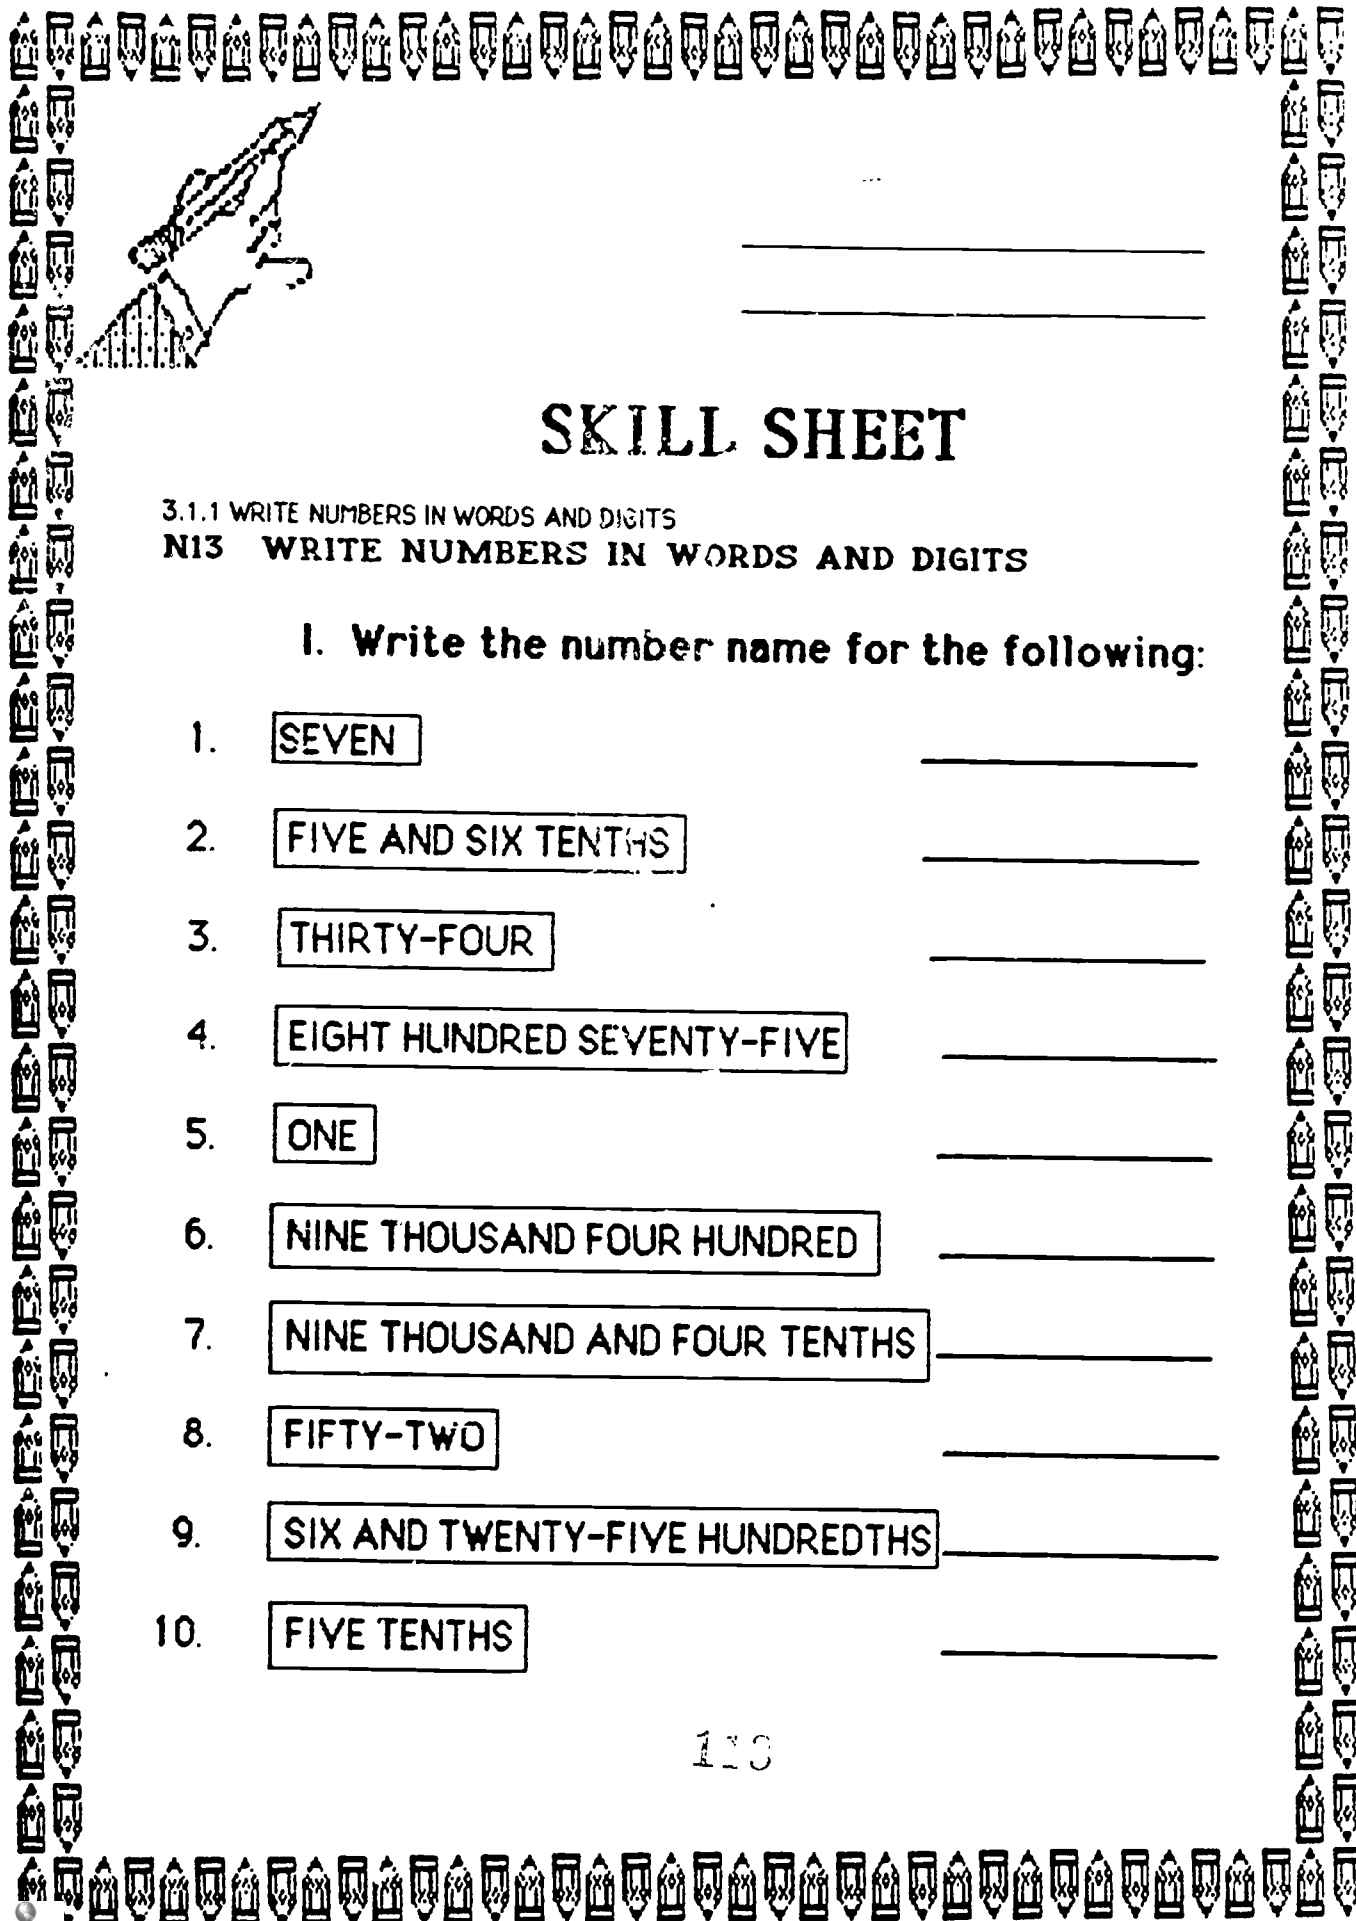 SKILL SHEET
3.1.1 WRITE NUMBERS IN WORDS AND DIGITS
N13 WRITE NUMBERS IN WORDS AND DIGITS
I. Write the number name for the following:
1. SEVEN
2. FIVE AND SIX TENTHS
3. THIRTY-FOUR
4. EIGHT HUNDRED SEVENTY-FIVE
5. ONE
6. NINE THOUSAND FOUR HUNDRED
7. NINE THOUSAND AND FOUR TENTHS
8. FIFTY-TWO
9. SIX AND TWENTY-FIVE HUNDREDTHS
10. FIVE TENTHS